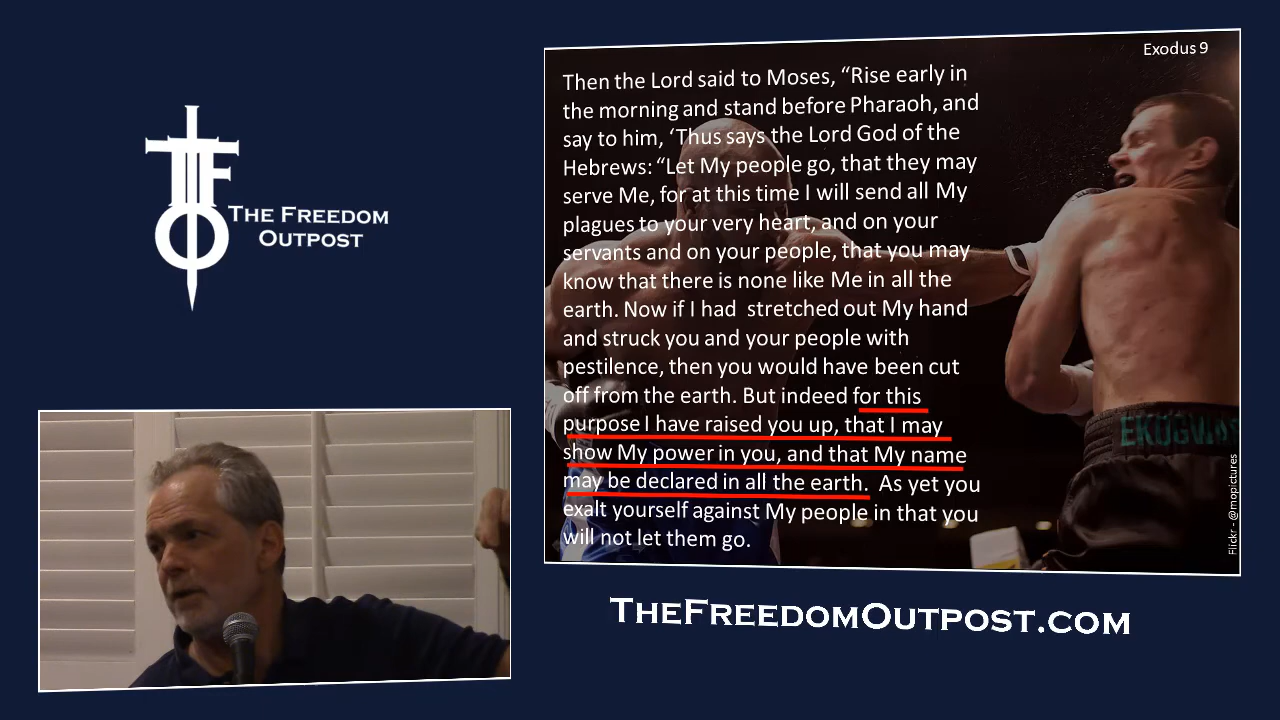 THE FREEDOM
OUTPOST
Exodus 9
Then the Lord said to Moses, “Rise early in
the morning and stand before Pharaoh, and
say to him, ‘Thus says the Lord God of the
Hebrews: “Let My people go, that they may
serve Me, for at this time I will send all My
plagues to your very heart, and on your
servants and on your people, that you may
know that there is none like Me in all the
earth. Now if I had stretched out My hand
and struck you and your people with
pestilence, then you would have been cut
off from the earth. But indeed for this
purpose I have raised you up, that I may
show My power in you, and that My name
may be declared in all the earth. As yet you
exalt yourself against My people in that you
will not let them go.
Flickr - @mopictures
THEFREEDOMOUTPOST.COM